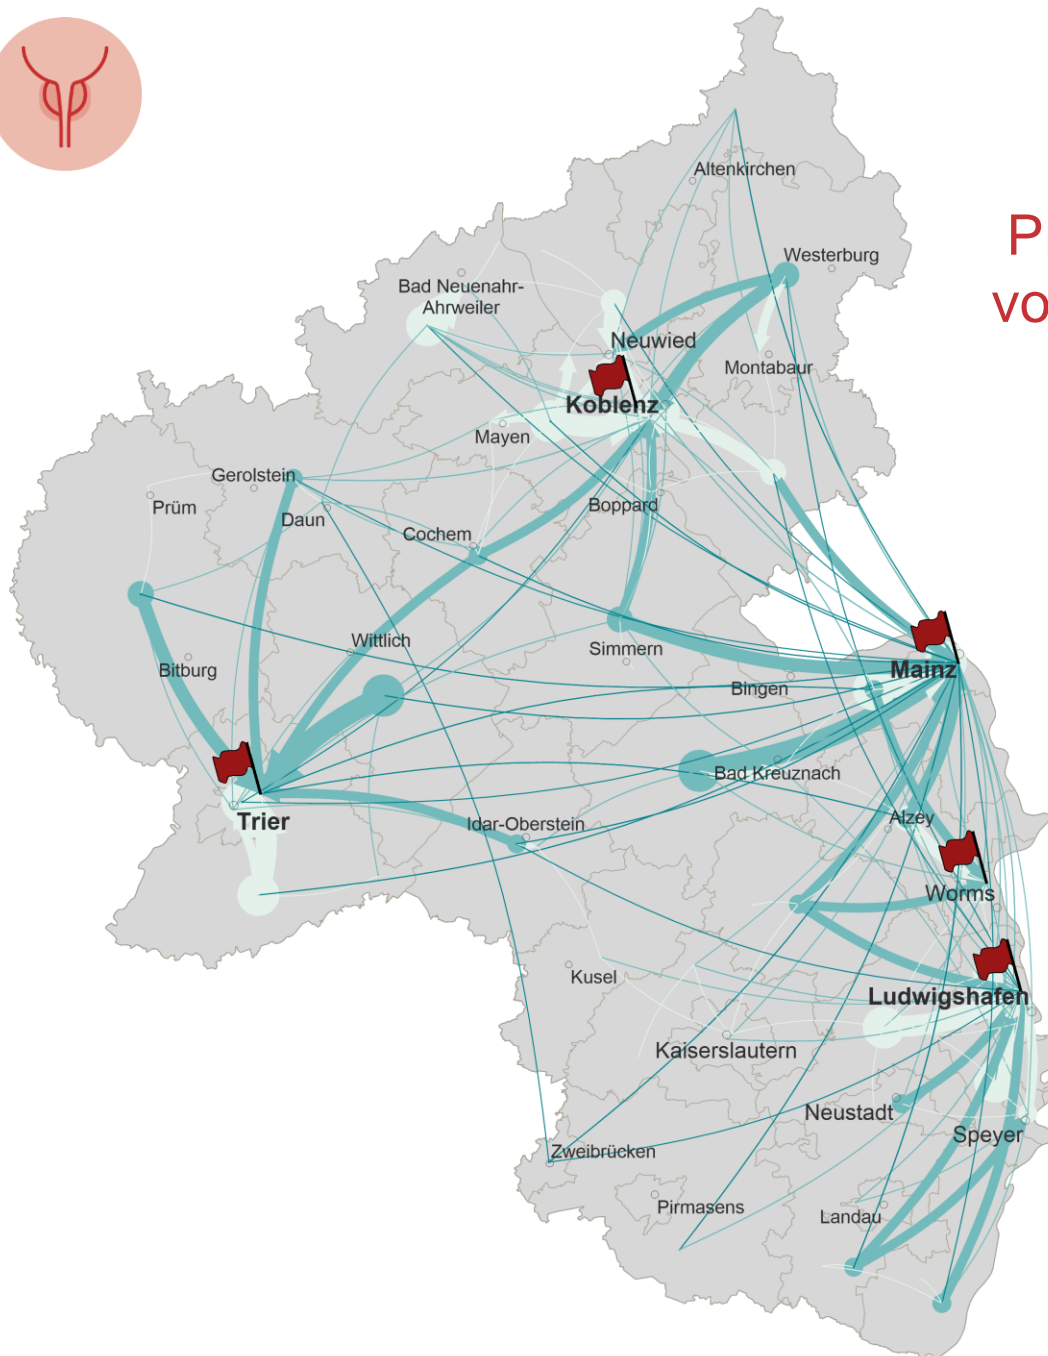 Altenkirchen
P
Westerburg
Bad Neuenahr-
Ahrweiler
vo
Neuwied
Montabaur
Koblenz
Mayen
Gerolstein
Prüm
Boppard
Daun
Cochem
Wittlich
Simmern
Bitburg
Mainz
Bingen
Bad Kreuznach
Trier
Idar-Oberstein
Alzey
Worms
Kusel
Ludwigshafen
Kaiserslautern
Neustadt
Speyer
Zweibrücken
Pirmasens
Landau